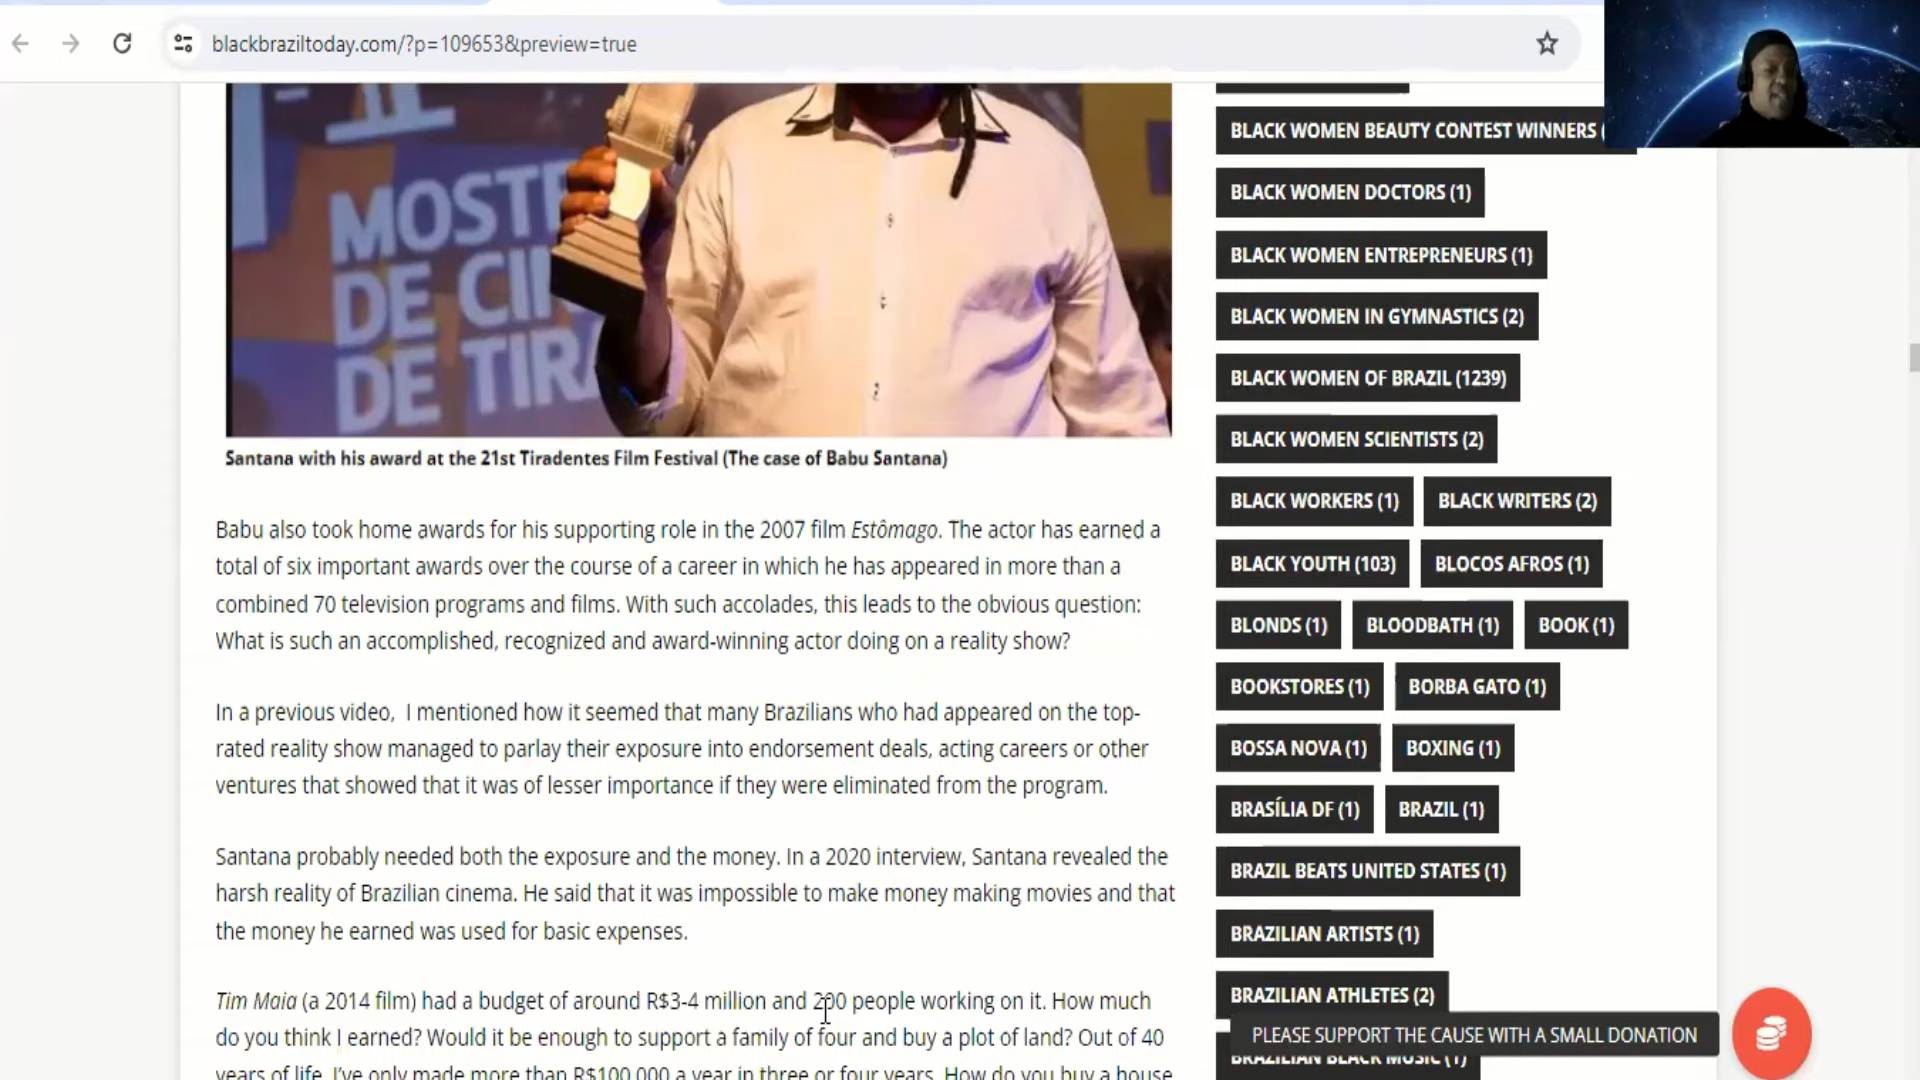 blackbraziltoday.com/?p=109653&preview=true
MOST
DE CI
DE TIRA
Santana with his award at the 21st Tiradentes Film Festival (The case of Babu Santana)
Babu also took home awards for his supporting role in the 2007 film Estômago. The actor has earned a
total of six important awards over the course of a career in which he has appeared in more than a
combined 70 television programs and films. With such accolades, this leads to the obvious question:
What is such an accomplished, recognized and award-winning actor doing on a reality show?
In a previous video, I mentioned how it seemed that many Brazilians who had appeared on the top-
rated reality show managed to parlay their exposure into endorsement deals, acting careers or other
ventures that showed that it was of lesser importance if they were eliminated from the program.
Santana probably needed both the exposure and the money. In a 2020 interview, Santana revealed the
harsh reality of Brazilian cinema. He said that it was impossible to make money making movies and that
the money he earned was used for basic expenses.
Tim Maia (a 2014 film) had a budget of around R$3-4 million and 200 people working on it. How much
do you think I earned? Would it be enough to support a family of four and buy a plot of land? Out of 40
years of life, I've only made more than R$100,000 a year in three or four years. How do you buy a house
BLACK WOMEN BEAUTY CONTEST WINNERS (
BLACK WOMEN DOCTORS (1)
BLACK WOMEN ENTREPRENEURS (1)
BLACK WOMEN IN GYMNASTICS (2)
BLACK WOMEN OF BRAZIL (1239)
BLACK WOMEN SCIENTISTS (2)
BLACK WORKERS (1) BLACK WRITERS (2)
BLACK YOUTH (103) BLOCOS AFROS (1)
BLONDS (1) BLOODBATH (1) BOOK (1)
BOOKSTORES (1) BORBA GATO (1)
BOSSA NOVA (1) BOXING (1)
BRASÍLIA DF (1) BRAZIL (1)
BRAZIL BEATS UNITED STATES (1)
BRAZILIAN ARTISTS (1)
BRAZILIAN ATHLETES (2)
PLEASE SUPPORT THE CAUSE WITH A SMALL DONATION
BRAZILIAN BLACK MUSIC (1)